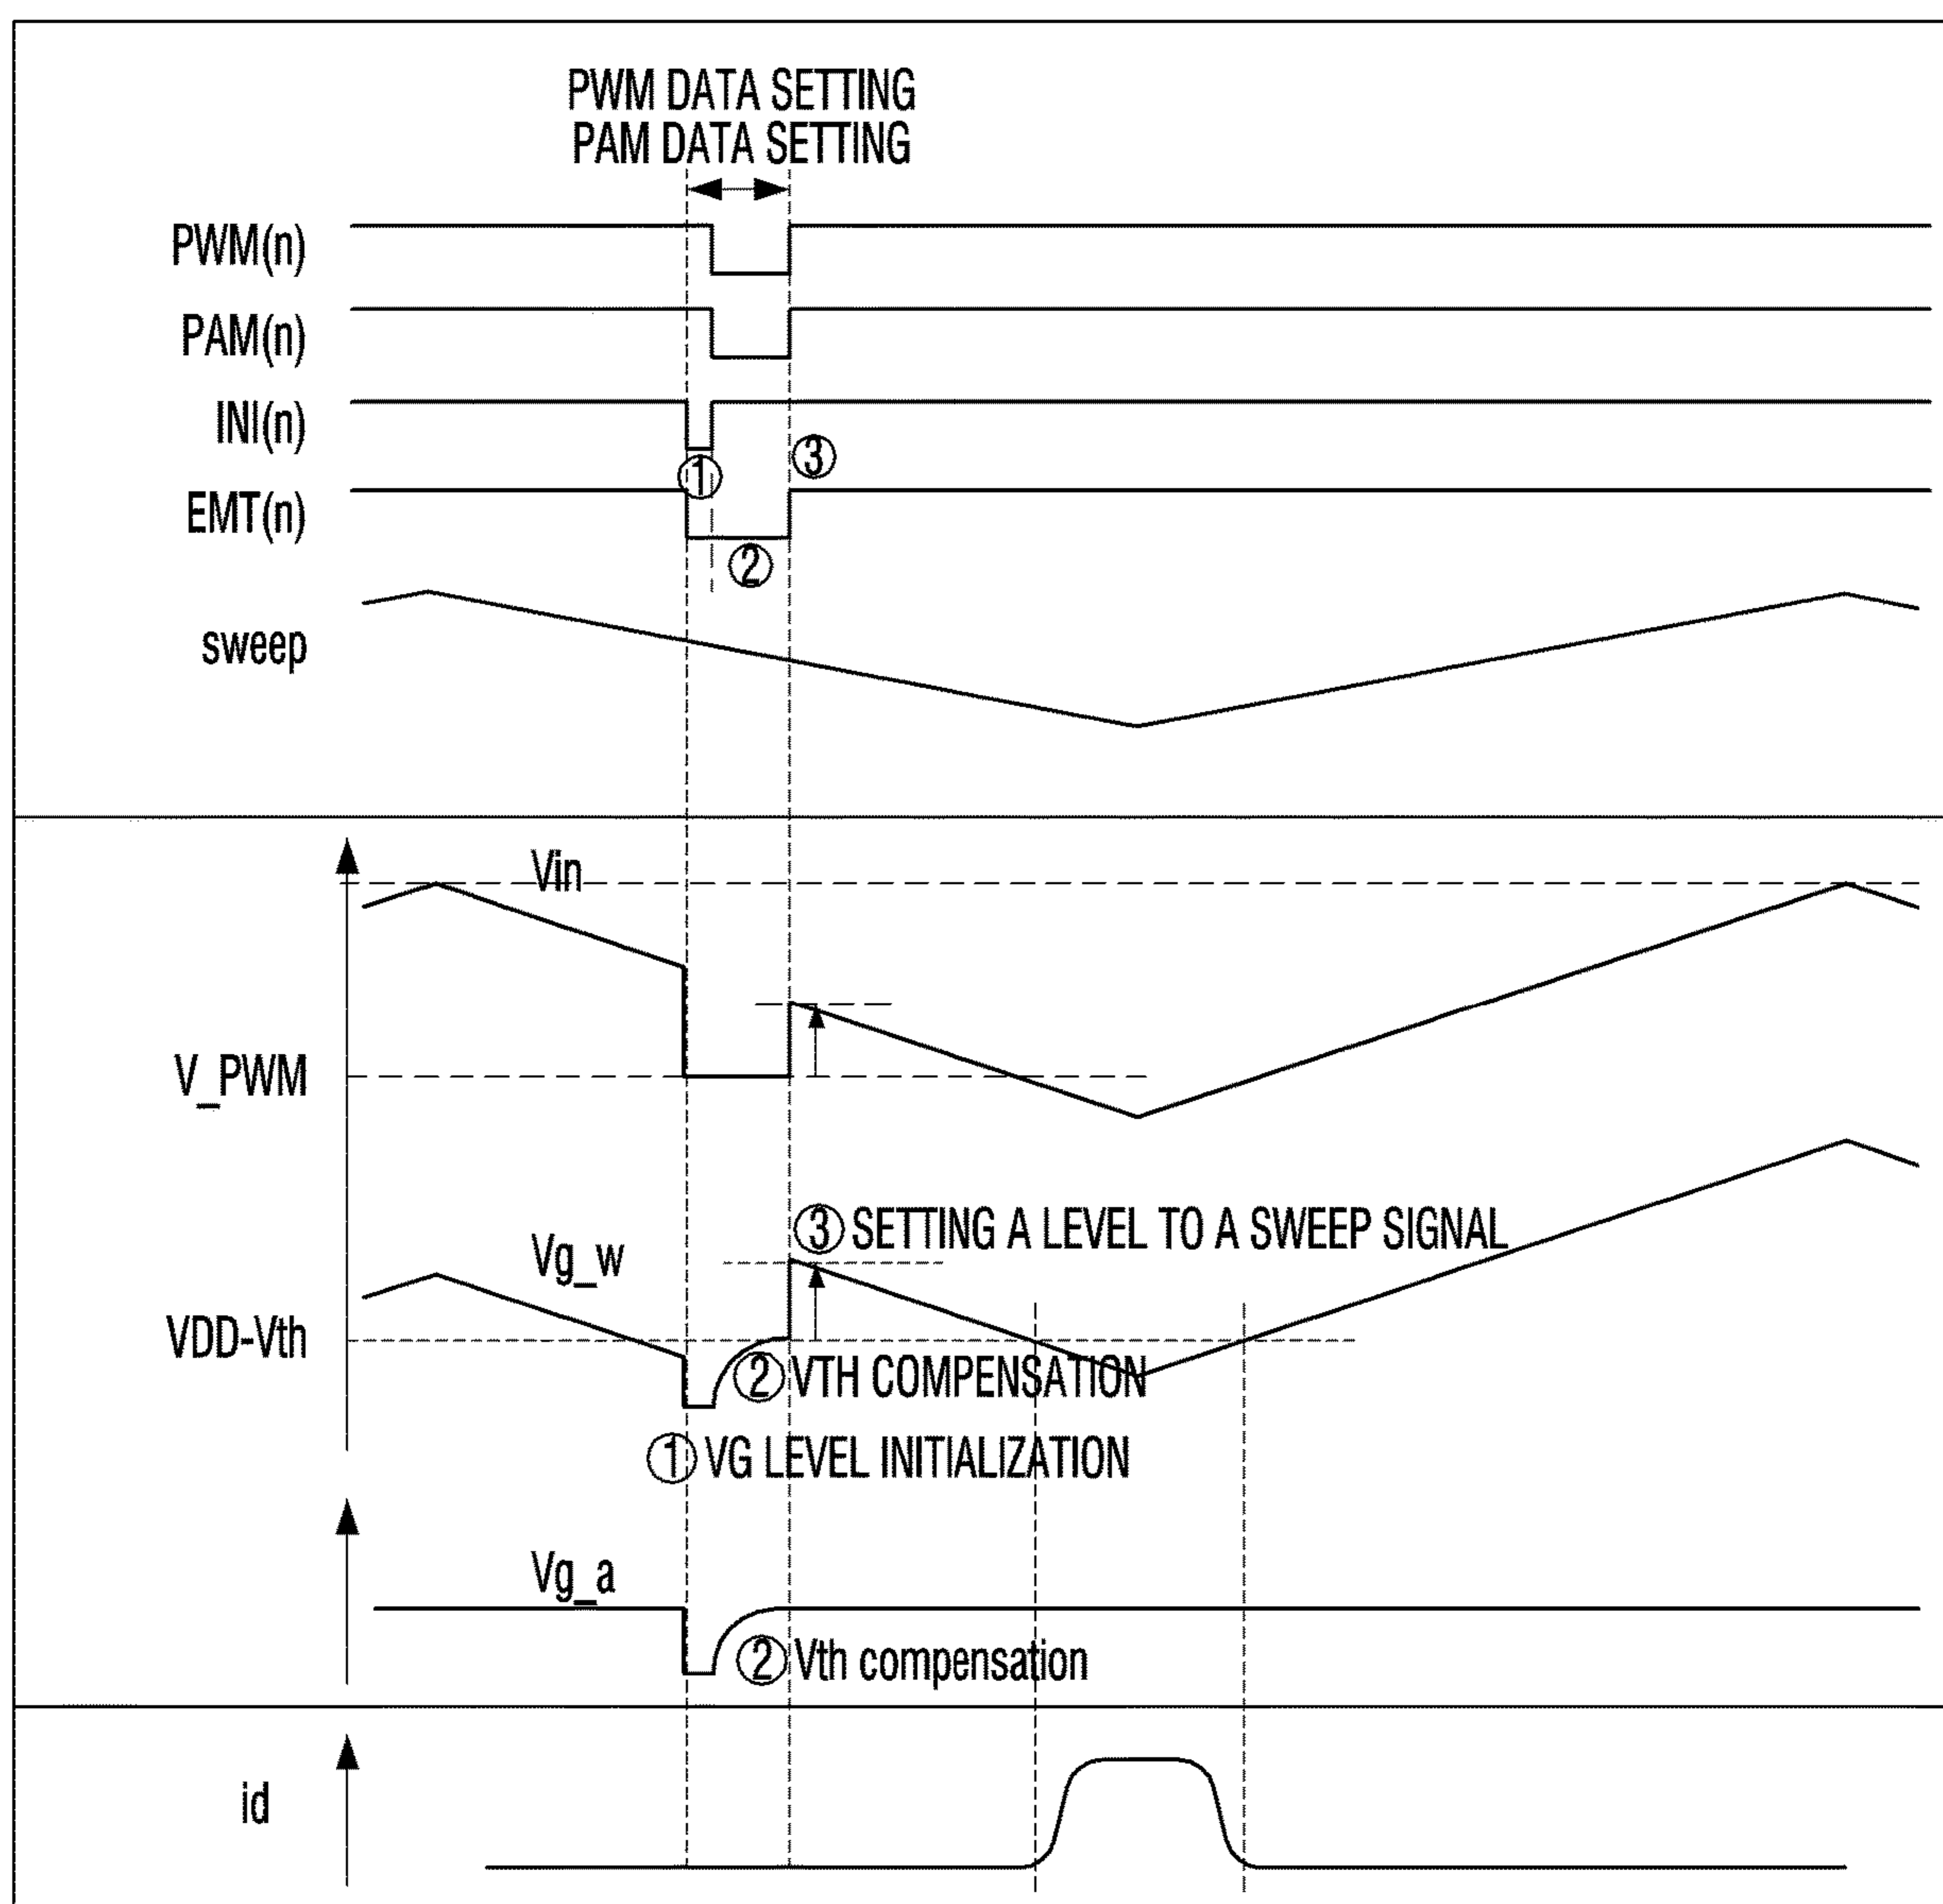 PWM DATA SETTING
PAM DATA SETTING
PWM(n)
PAM(n)
INI(n)
① ③
EMT(n)
②
sweep
Vin
V_PWM
③ SETTING A LEVEL TO A SWEEP SIGNAL
Vg_w
VDD-Vth
② VTH COMPENSATION
① VG LEVEL INITIALIZATION
Vg_a
② Vth compensation
id